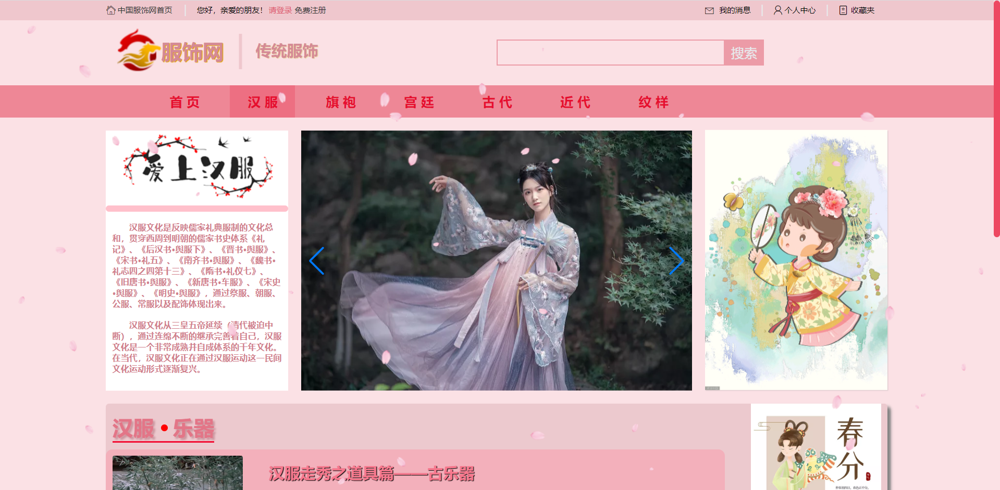 中国服饰网首页
您好，亲爱的朋友！ 请登录 免费注册
我的消息
个人中心
收藏夹
服饰网
传统服饰
搜索
首 页
汉 服
旗 袍
宫 廷
古 代
近 代
纹 样
爱上汉服
汉服文化是反映儒家礼典服制的文化总
和，贯穿西周到明朝的儒家书史体系《礼
记》、《后汉书•舆服下》、《晋书•舆服》、
《宋书•礼五》、《南齐书•舆服》、《魏书•
礼志四之四第十三》、《隋书•礼仪七》、
《旧唐书•舆服》、《新唐书•车服》、《宋史
•舆服》、《明史•舆服》，通过祭服、朝服、
公服、常服以及配饰体现出来。
汉服文化从三皇五帝延续（清代被迫中
断），通过连绵不断的继承完善着自己，汉服
文化是一个非常成熟并自成体系的千年文化。
在当代，汉服文化正在通过汉服运动这一民间
文化运动形式逐渐复兴。
汉服 • 乐器
汉服走秀之道具篇——古乐器
春分